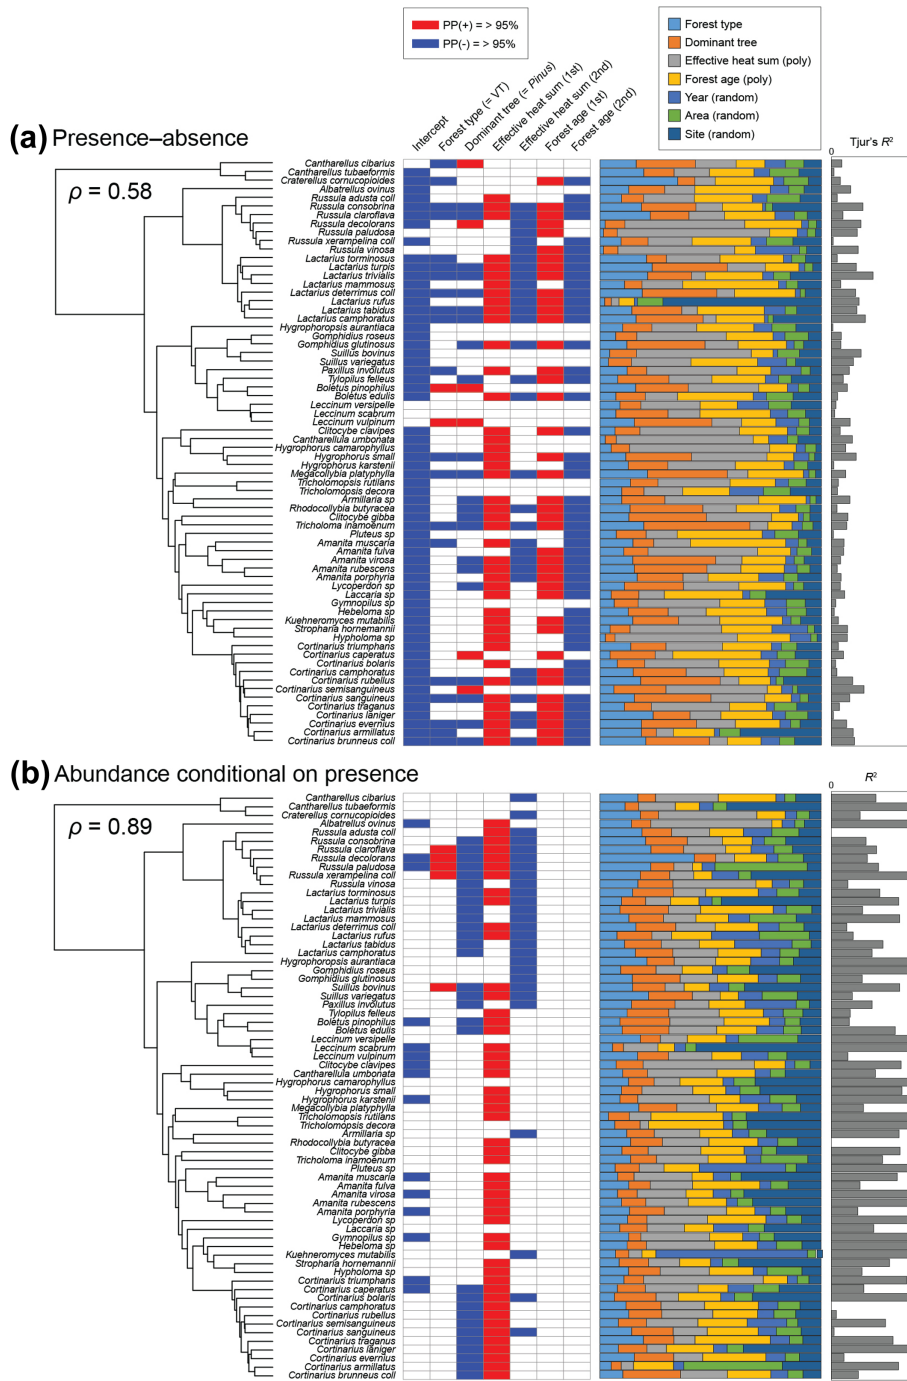 PP(+) = > 95%
PP(-) = > 95%
Forest type
Dominant tree
Effective heat sum (poly)
Forest age (poly)
Year (random)
Area (random)
Site (random)
Intercept
Forest type (= VT)
Dominant tree (= Pinus)
Effective heat sum (1st)
Effective heat sum (2nd)
Forest age (1st)
Forest age (2nd)
(a) Presence–absence
0
Tjur's R²
ρ = 0.58
Cantharellus cibarius
Cantharellus tubaeformis
Craterellus cornucopioides
Albatrellus ovinus
Russula adusta coll
Russula consobrina
Russula claroflava
Russula decolorans
Russula paludosa
Russula xerampelina coll
Russula vinosa
Lactarius torminosus
Lactarius turpis
Lactarius trivialis
Lactarius mammosus
Lactarius deterrimus coll
Lactarius rufus
Lactarius tabidus
Lactarius camphoratus
Hygrophoropsis aurantiaca
Gomphidius roseus
Gomphidius glutinosus
Suillus bovinus
Suillus variegatus
Paxillus involutus
Tylopilus felleus
Boletus pinophilus
Boletus edulis
Leccinum versipelle
Leccinum scabrum
Leccinum vulpinum
Clitocybe clavipes
Cantharellula umbonata
Hygrophorus camarophyllus
Hygrophorus small
Hygrophorus karstenii
Megacollybia platyphylla
Tricholomopsis rutilans
Tricholomopsis decora
Armillaria sp
Rhodocollybia butyracea
Clitocybe gibba
Tricholoma inamoenum
Pluteus sp
Amanita muscaria
Amanita fulva
Amanita virosa
Amanita rubescens
Amanita porphyria
Lycoperdon sp
Laccaria sp
Gymnopilus sp
Hebeloma sp
Kuehneromyces mutabilis
Stropharia hornemannii
Hypholoma sp
Cortinarius triumphans
Cortinarius caperatus
Cortinarius bolaris
Cortinarius camphoratus
Cortinarius rubellus
Cortinarius semisanguineus
Cortinarius sanguineus
Cortinarius traganus
Cortinarius laniger
Cortinarius evernius
Cortinarius armillatus
Cortinarius brunneus coll
(b) Abundance conditional on presence
0
R²
ρ = 0.89
Cantharellus cibarius
Cantharellus tubaeformis
Craterellus cornucopioides
Albatrellus ovinus
Russula adusta coll
Russula consobrina
Russula claroflava
Russula decolorans
Russula paludosa
Russula xerampelina coll
Russula vinosa
Lactarius torminosus
Lactarius turpis
Lactarius trivialis
Lactarius mammosus
Lactarius deterrimus coll
Lactarius rufus
Lactarius tabidus
Lactarius camphoratus
Hygrophoropsis aurantiaca
Gomphidius roseus
Gomphidius glutinosus
Suillus bovinus
Suillus variegatus
Paxillus involutus
Tylopilus felleus
Boletus pinophilus
Boletus edulis
Leccinum versipelle
Leccinum scabrum
Leccinum vulpinum
Clitocybe clavipes
Cantharellula umbonata
Hygrophorus camarophyllus
Hygrophorus small
Hygrophorus karstenii
Megacollybia platyphylla
Tricholomopsis rutilans
Tricholomopsis decora
Armillaria sp
Rhodocollybia butyracea
Clitocybe gibba
Tricholoma inamoenum
Pluteus sp
Amanita muscaria
Amanita fulva
Amanita virosa
Amanita rubescens
Amanita porphyria
Lycoperdon sp
Laccaria sp
Gymnopilus sp
Hebeloma sp
Kuehneromyces mutabilis
Stropharia hornemannii
Hypholoma sp
Cortinarius triumphans
Cortinarius caperatus
Cortinarius bolaris
Cortinarius camphoratus
Cortinarius rubellus
Cortinarius semisanguineus
Cortinarius sanguineus
Cortinarius traganus
Cortinarius laniger
Cortinarius evernius
Cortinarius armillatus
Cortinarius brunneus coll